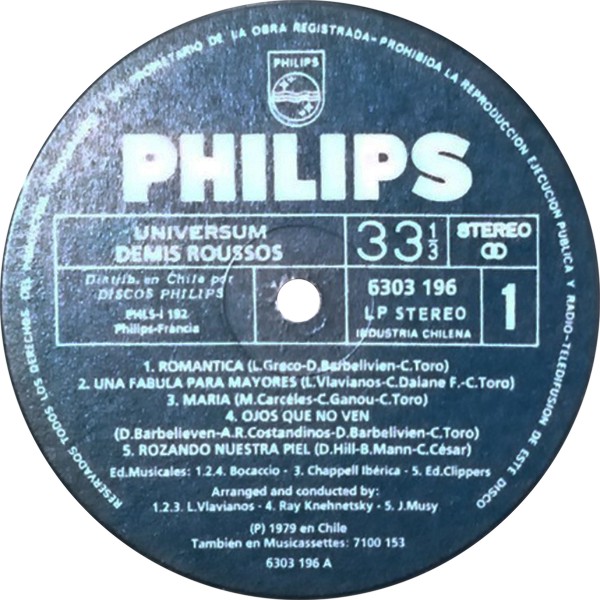 RESERVADOS TODOS LOS DERECHOS DEL PROPIETARIO DE LA OBRA REGISTRADA-PROHIBIDA LA REPRODUCCION EJECUCION PUBLICA Y RADIO-TELEDIFUSION DE ESTE DISCO
PHILIPS
PHILIPS
UNIVERSUM
DEMIS ROUSSOS
33 1/3
STEREO
Distrib. en Chile por
DISCOS PHILIPS
PHLS-i 192
Philips-Francia
6303 196
LP STEREO
INDUSTRIA CHILENA
1
1. ROMANTICA (L.Greco-D.Barbelivien-C.Toro)
2. UNA FABULA PARA MAYORES (L.Vlavianos-C.Daiane F.-C.Toro)
3. MARIA (M.Carcéles-C.Ganou-C.Toro)
4. OJOS QUE NO VEN
(D.Barbelieven-A.R.Costandinos-D.Barbelivien-C.Toro)
5. ROZANDO NUESTRA PIEL (D.Hill-B.Mann-C.César)
Ed.Musicales: 1.2.4. Bocaccio - 3. Chappell Ibérica - 5. Ed.Clippers
Arranged and conducted by:
1.2.3. L.Vlavianos - 4. Ray Knehnetsky - 5. J.Musy
(P) 1979 en Chile
Tambien en Musicassettes: 7100 153
6303 196 A